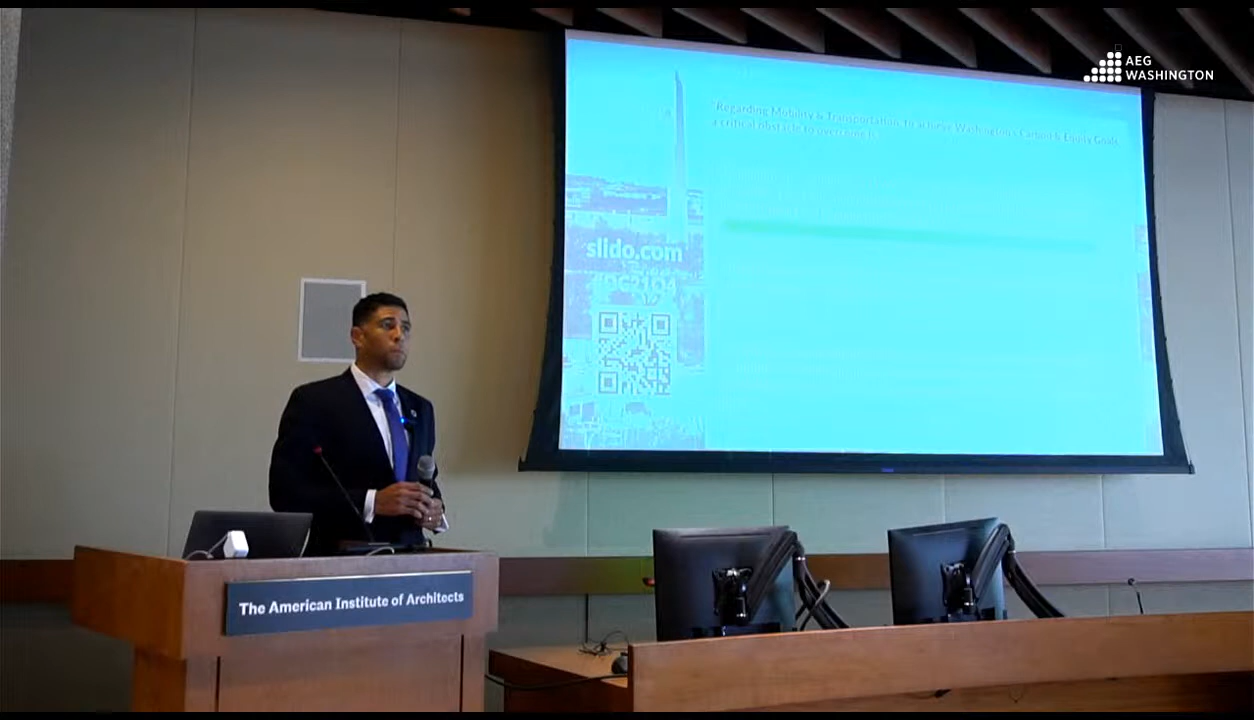 AEG
WASHINGTON
"Regarding Mobility & Transportation, To achieve Washington's Carbon & Equity Goals,
a critical obstacle to overcome is:
slido.com
#DC2104
The American Institute of Architects